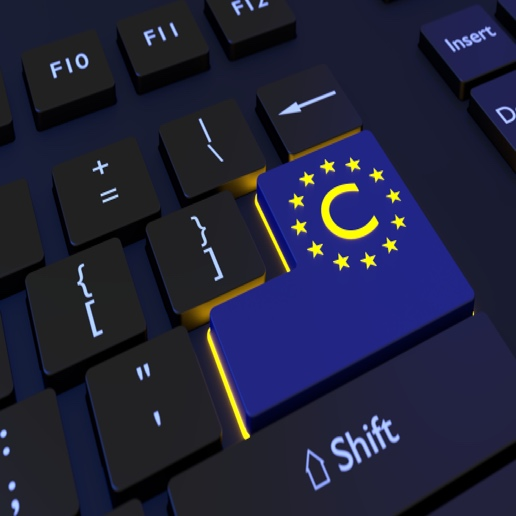 F10
F11
F12
Insert
\
+
=
}
]
{
[
C
"
'
:
;
Shift